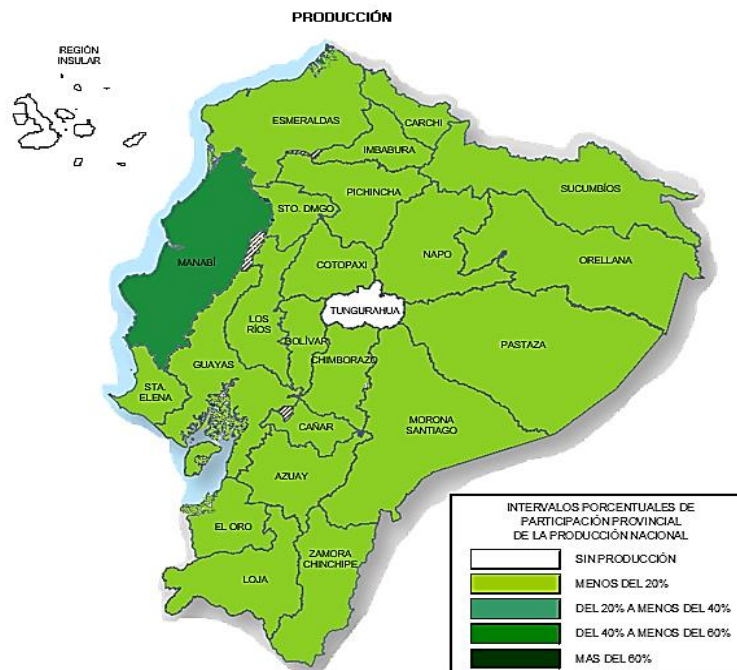 PRODUCCIÓN
REGIÓN
INSULAR
ESMERALDAS
CARCHI
IMBABURA
SUCUMBÍOS
PICHINCHA
STO. DMGO
MANABÍ
NAPO
ORELLANA
COTOPAXI
TUNGURAHUA
LOS
RÍOS
BOLÍVAR
PASTAZA
CHIMBORAZO
GUAYAS
STA.
ELENA
MORONA
SANTIAGO
CAÑAR
AZUAY
EL ORO
ZAMORA
CHINCHIPE
LOJA
INTERVALOS PORCENTUALES DE
PARTICIPACIÓN PROVINCIAL
DE LA PRODUCCIÓN NACIONAL
SIN PRODUCCIÓN
MENOS DEL 20%
DEL 20% A MENOS DEL 40%
DEL 40% A MENOS DEL 60%
MAS DEL 60%